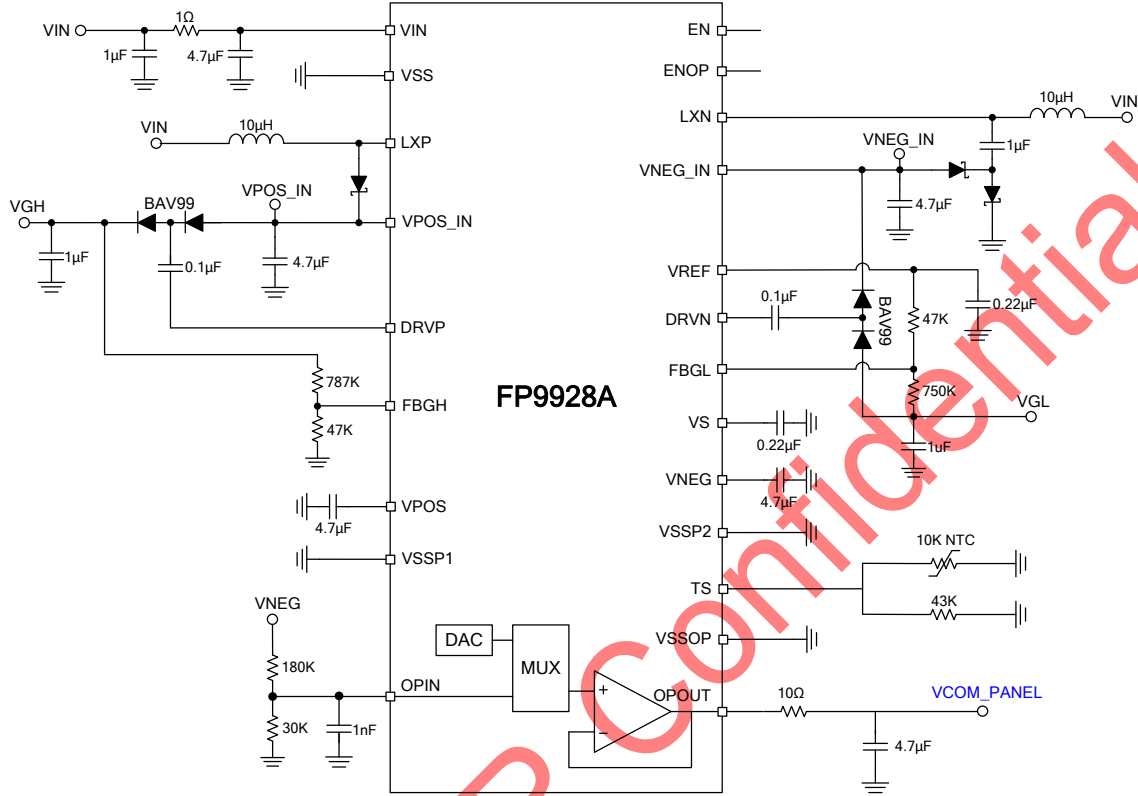 VIN
1Ω
1µF
4.7µF
VIN
VSS
VIN
10µH
LXP
VGH
BAV99
VPOS_IN
VPOS_IN
1µF
0.1µF
4.7µF
DRVP
787K
FBGH
47K
VPOS
4.7µF
VSSP1
VNEG
180K
OPIN
30K
1nF
FP9928A
DAC
MUX
+
−
EN
ENOP
LXN
10µH
VIN
VNEG_IN
VNEG_IN
1µF
4.7µF
VREF
0.22µF
0.1µF
DRVN
BAV99
47K
FBGL
750K
VGL
VS
0.22µF
1uF
VNEG
4.7µF
VSSP2
10K NTC
TS
43K
VSSOP
OPOUT
10Ω
VCOM_PANEL
4.7µF
P Confidential